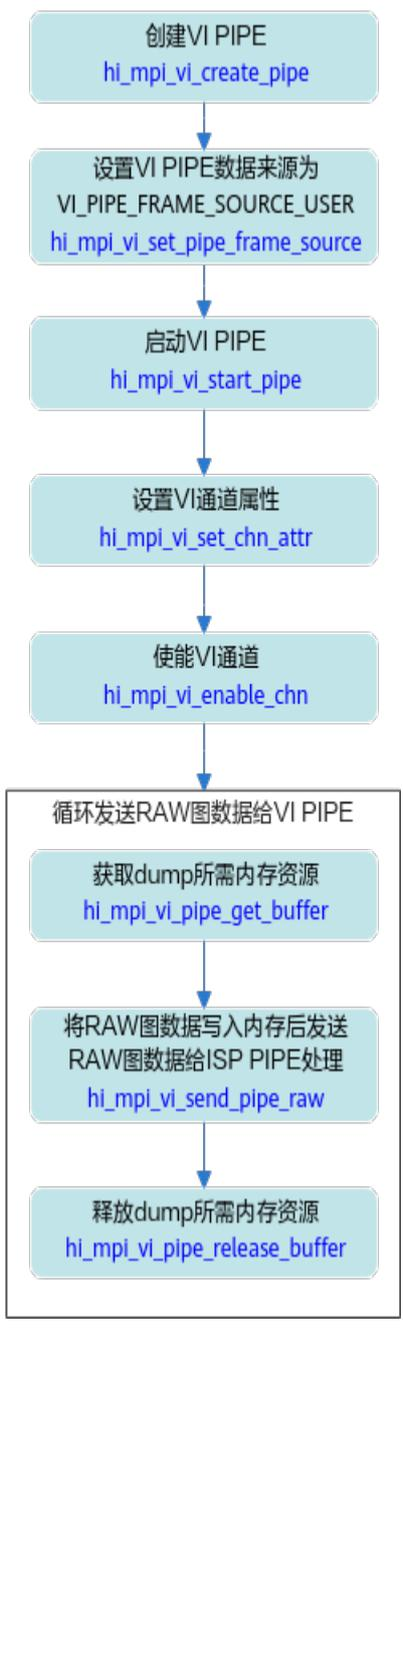 创建VI PIPE
hi_mpi_vi_create_pipe
设置VI PIPE数据来源为
VI_PIPE_FRAME_SOURCE_USER
hi_mpi_vi_set_pipe_frame_source
启动VI PIPE
hi_mpi_vi_start_pipe
设置VI通道属性
hi_mpi_vi_set_chn_attr
使能VI通道
hi_mpi_vi_enable_chn
循环发送RAW图数据给VI PIPE
获取dump所需内存资源
hi_mpi_vi_pipe_get_buffer
将RAW图数据写入内存后发送
RAW图数据给ISP PIPE处理
hi_mpi_vi_send_pipe_raw
释放dump所需内存资源
hi_mpi_vi_pipe_release_buffer